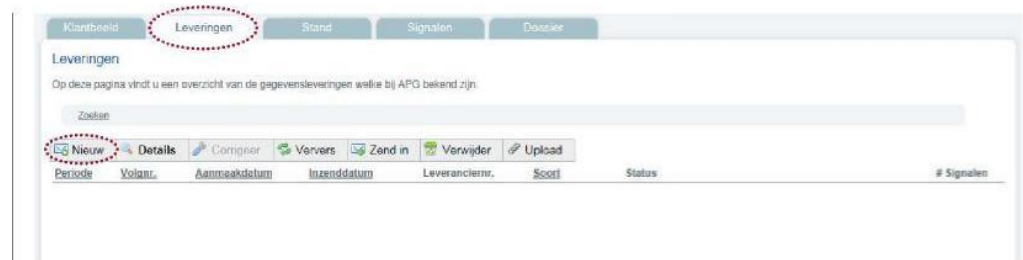 Klantbeeld Leveringen Stand Signalen Dossier
Leveringen
Op deze pagina vindt u een overzicht van de gegevensleveringen welke bij APG bekend zijn.
Zoeken
Nieuw Details Corrigeer Ververs Zend in Verwijder Upload
Periode Volgnr. Aanmaakdatum Inzenddatum Leveranciernr. Soort Status # Signalen